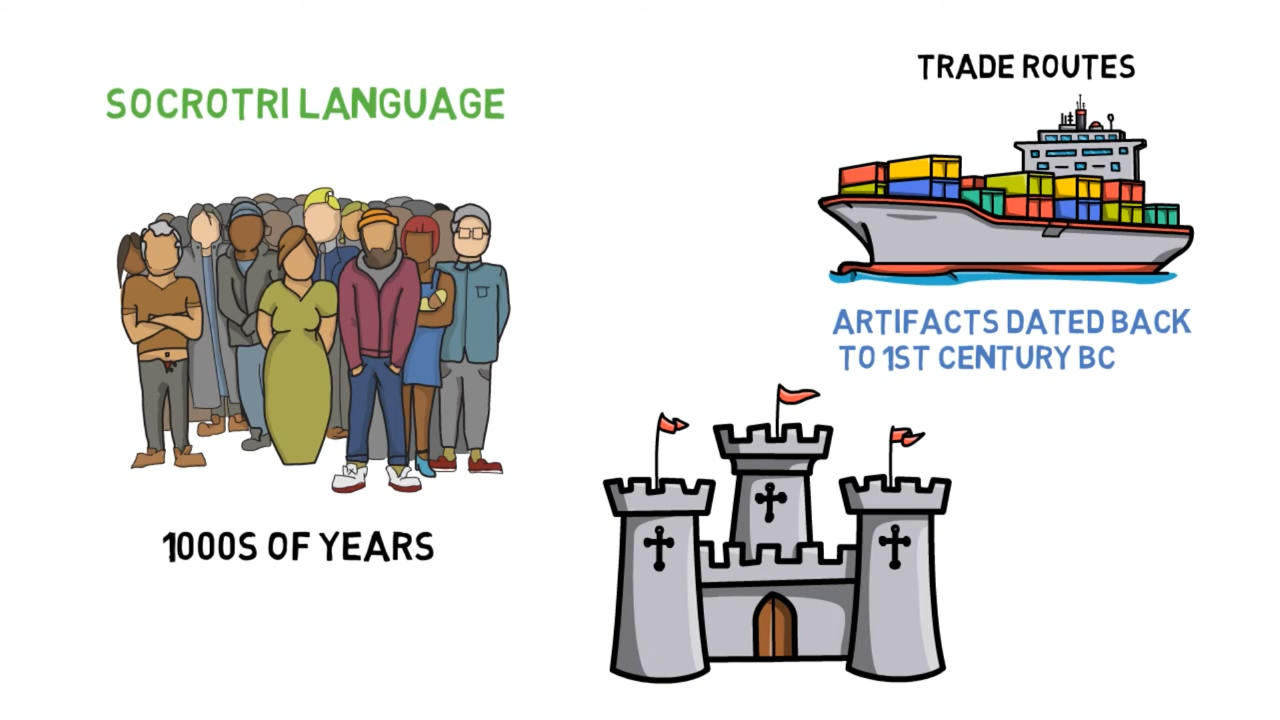 SOCROTRI LANGUAGE
1000S OF YEARS
TRADE ROUTES
ARTIFACTS DATED BACK
TO 1ST CENTURY BC